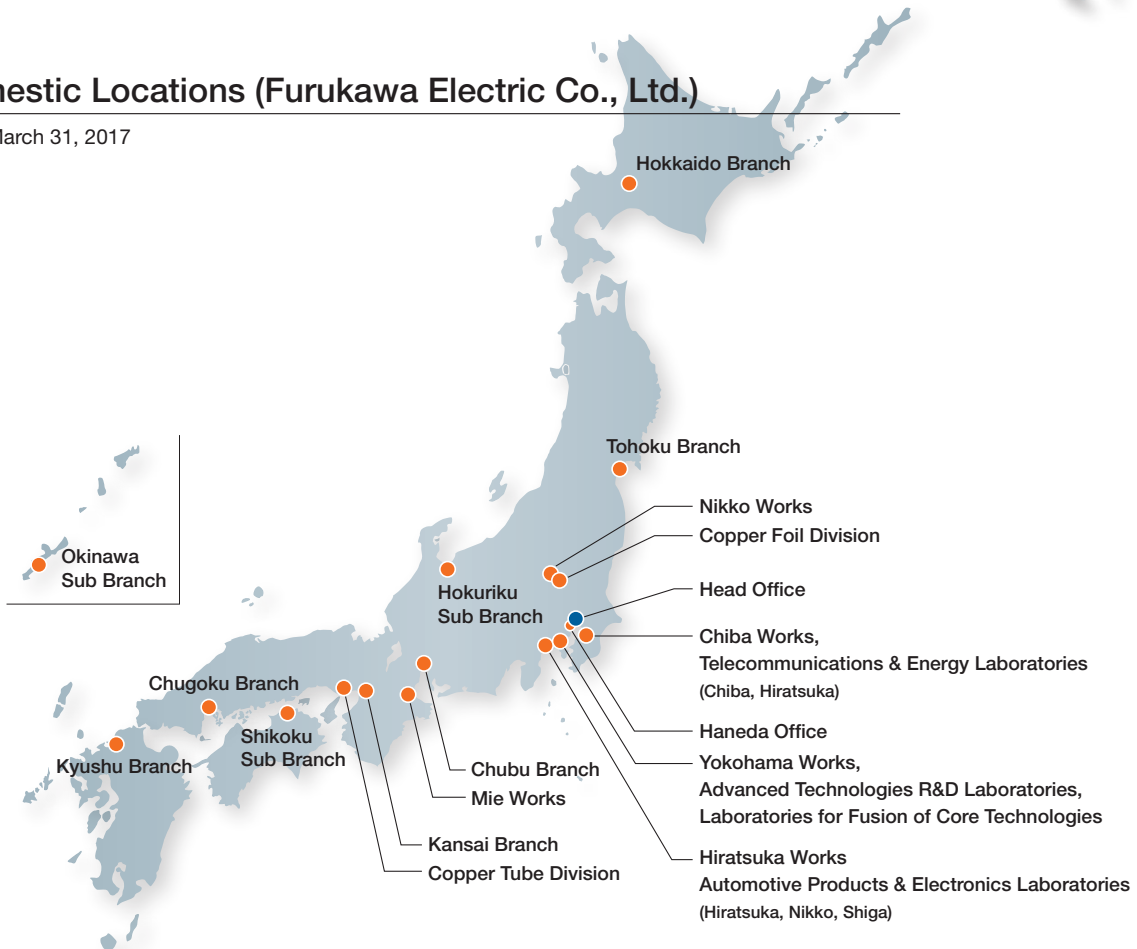 mestic Locations (Furukawa Electric Co., Ltd.)
March 31, 2017
Hokkaido Branch
Tohoku Branch
Nikko Works
Copper Foil Division
Head Office
Chiba Works,
Telecommunications & Energy Laboratories
(Chiba, Hiratsuka)
Haneda Office
Yokohama Works,
Advanced Technologies R&D Laboratories,
Laboratories for Fusion of Core Technologies
Hiratsuka Works
Automotive Products & Electronics Laboratories
(Hiratsuka, Nikko, Shiga)
Okinawa
Sub Branch
Hokuriku
Sub Branch
Chugoku Branch
Shikoku
Sub Branch
Kyushu Branch
Chubu Branch
Mie Works
Kansai Branch
Copper Tube Division